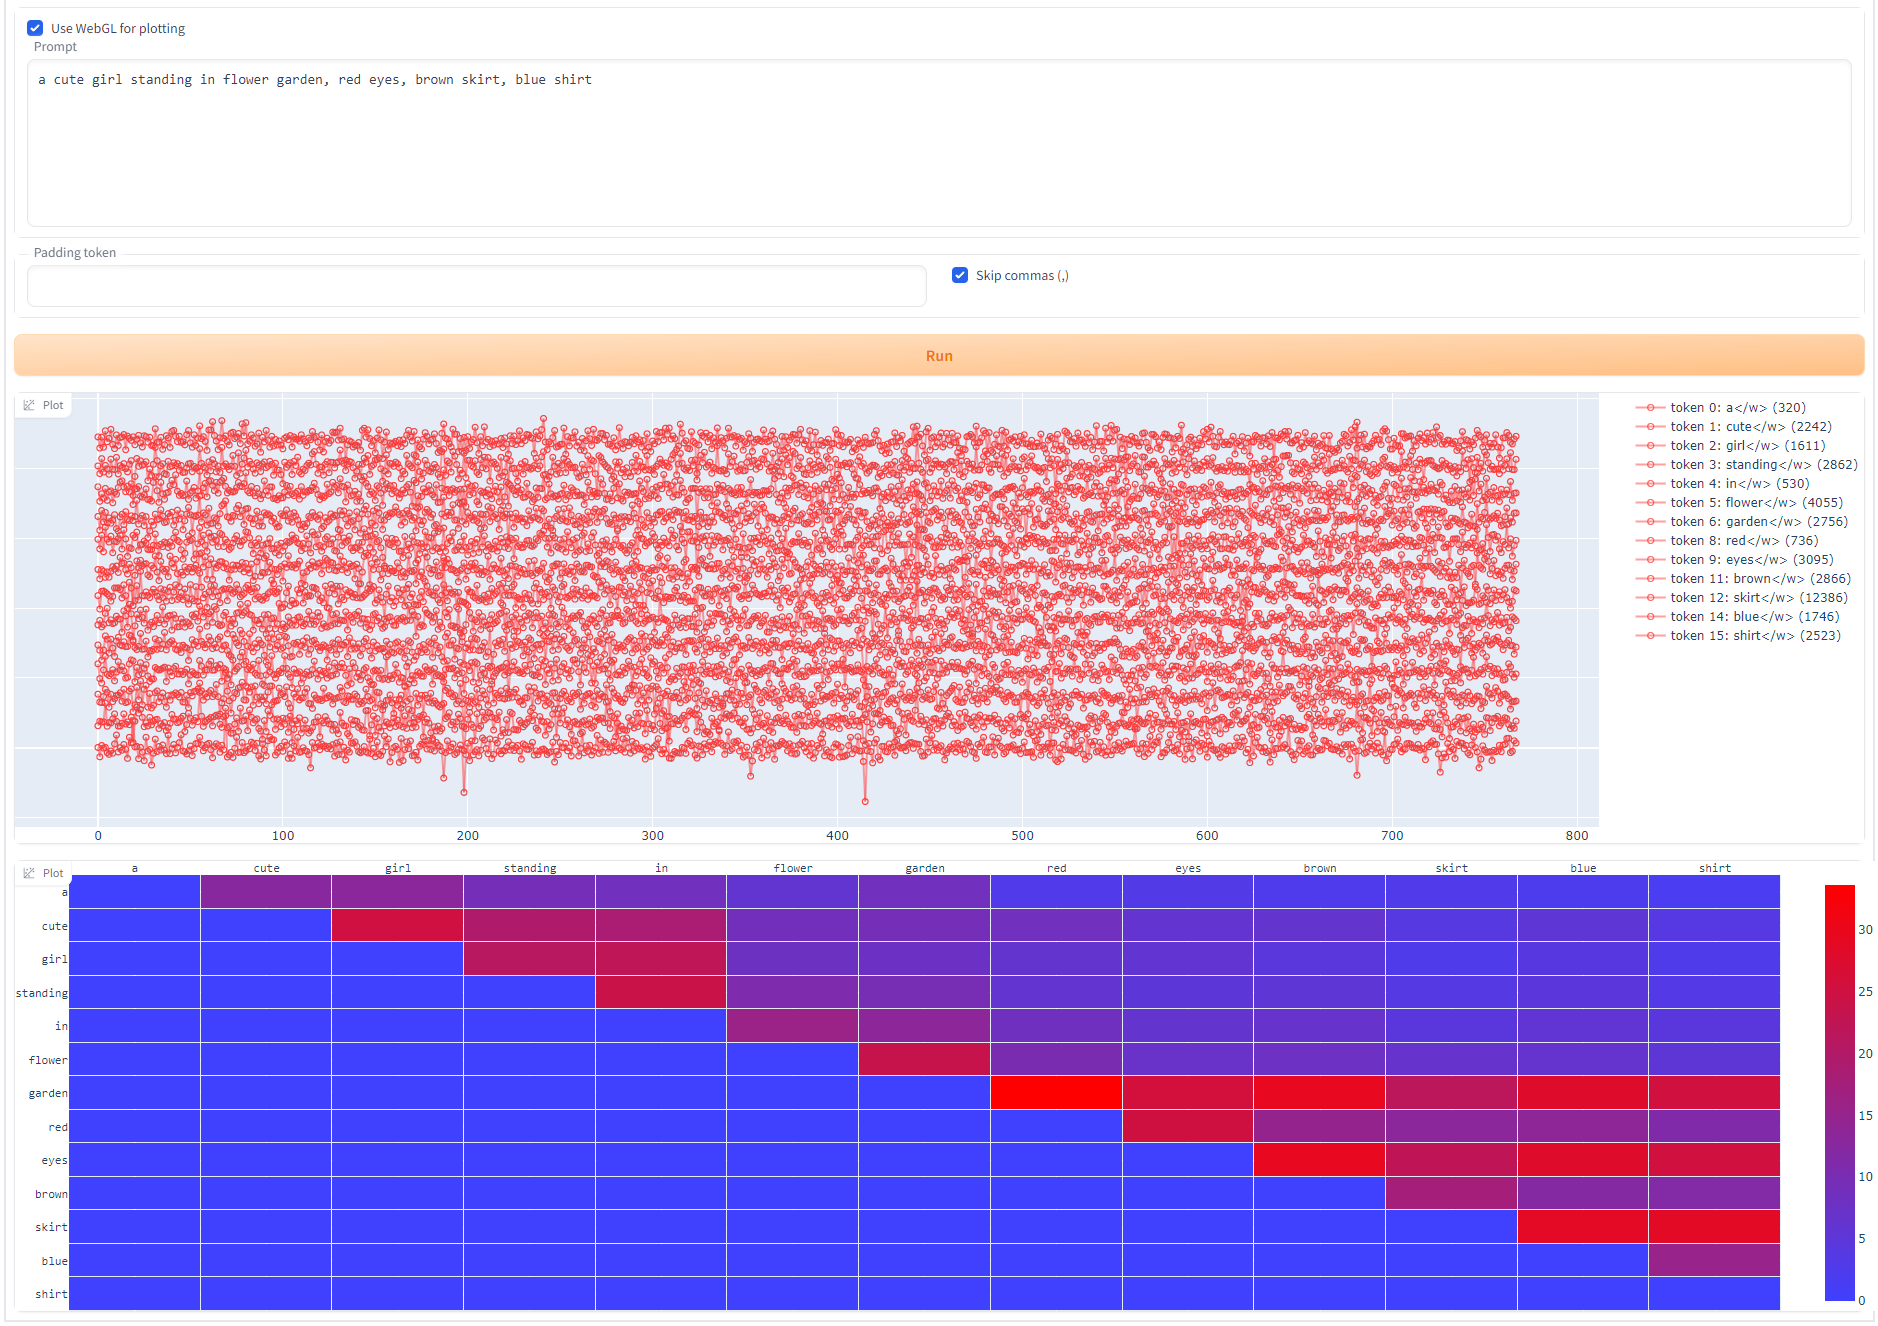 Use WebGL for plotting
Prompt
a cute girl standing in flower garden, red eyes, brown skirt, blue shirt
Padding token
Skip commas (,)
Run
Plot
token 0: a</w> (320)
token 1: cute</w> (2242)
token 2: girl</w> (1611)
token 3: standing</w> (2862)
token 4: in</w> (530)
token 5: flower</w> (4055)
token 6: garden</w> (2756)
token 8: red</w> (736)
token 9: eyes</w> (3095)
token 11: brown</w> (2866)
token 12: skirt</w> (12386)
token 14: blue</w> (1746)
token 15: shirt</w> (2523)
0 100 200 300 400 500 600 700 800
Plot
a cute girl standing in flower garden red eyes brown skirt blue shirt
a
cute
girl
standing
in
flower
garden
red
eyes
brown
skirt
blue
shirt
30
25
20
15
10
5
0